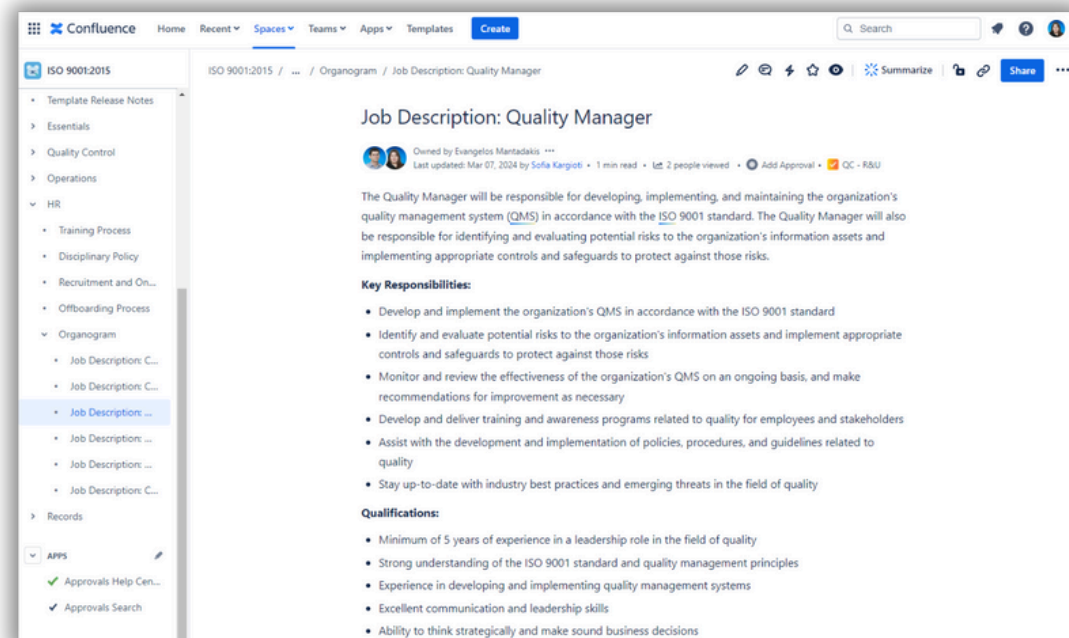 Confluence Home Recent Spaces Teams Apps Templates Create Search
ISO 9001:2015
Template Release Notes
Essentials
Quality Control
Operations
HR
Training Process
Disciplinary Policy
Recruitment and On...
Offboarding Process
Organogram
Job Description: C...
Job Description: C...
Job Description: ...
Job Description: ...
Job Description: ...
Job Description: C...
Records
APPS
Approvals Help Cen...
Approvals Search
ISO 9001:2015 / ... / Organogram / Job Description: Quality Manager
Summarize Share
Job Description: Quality Manager
Owned by Evangelos Mantadakis
Last updated: Mar 07, 2024 by Sofia Kargioti • 1 min read • 2 people viewed • Add Approval • QC - R&U
The Quality Manager will be responsible for developing, implementing, and maintaining the organization's
quality management system (QMS) in accordance with the ISO 9001 standard. The Quality Manager will also
be responsible for identifying and evaluating potential risks to the organization's information assets and
implementing appropriate controls and safeguards to protect against those risks.
Key Responsibilities:
• Develop and implement the organization's QMS in accordance with the ISO 9001 standard
• Identify and evaluate potential risks to the organization's information assets and implement appropriate
controls and safeguards to protect against those risks
• Monitor and review the effectiveness of the organization's QMS on an ongoing basis, and make
recommendations for improvement as necessary
• Develop and deliver training and awareness programs related to quality for employees and stakeholders
• Assist with the development and implementation of policies, procedures, and guidelines related to
quality
• Stay up-to-date with industry best practices and emerging threats in the field of quality
Qualifications:
• Minimum of 5 years of experience in a leadership role in the field of quality
• Strong understanding of the ISO 9001 standard and quality management principles
• Experience in developing and implementing quality management systems
• Excellent communication and leadership skills
• Ability to think strategically and make sound business decisions